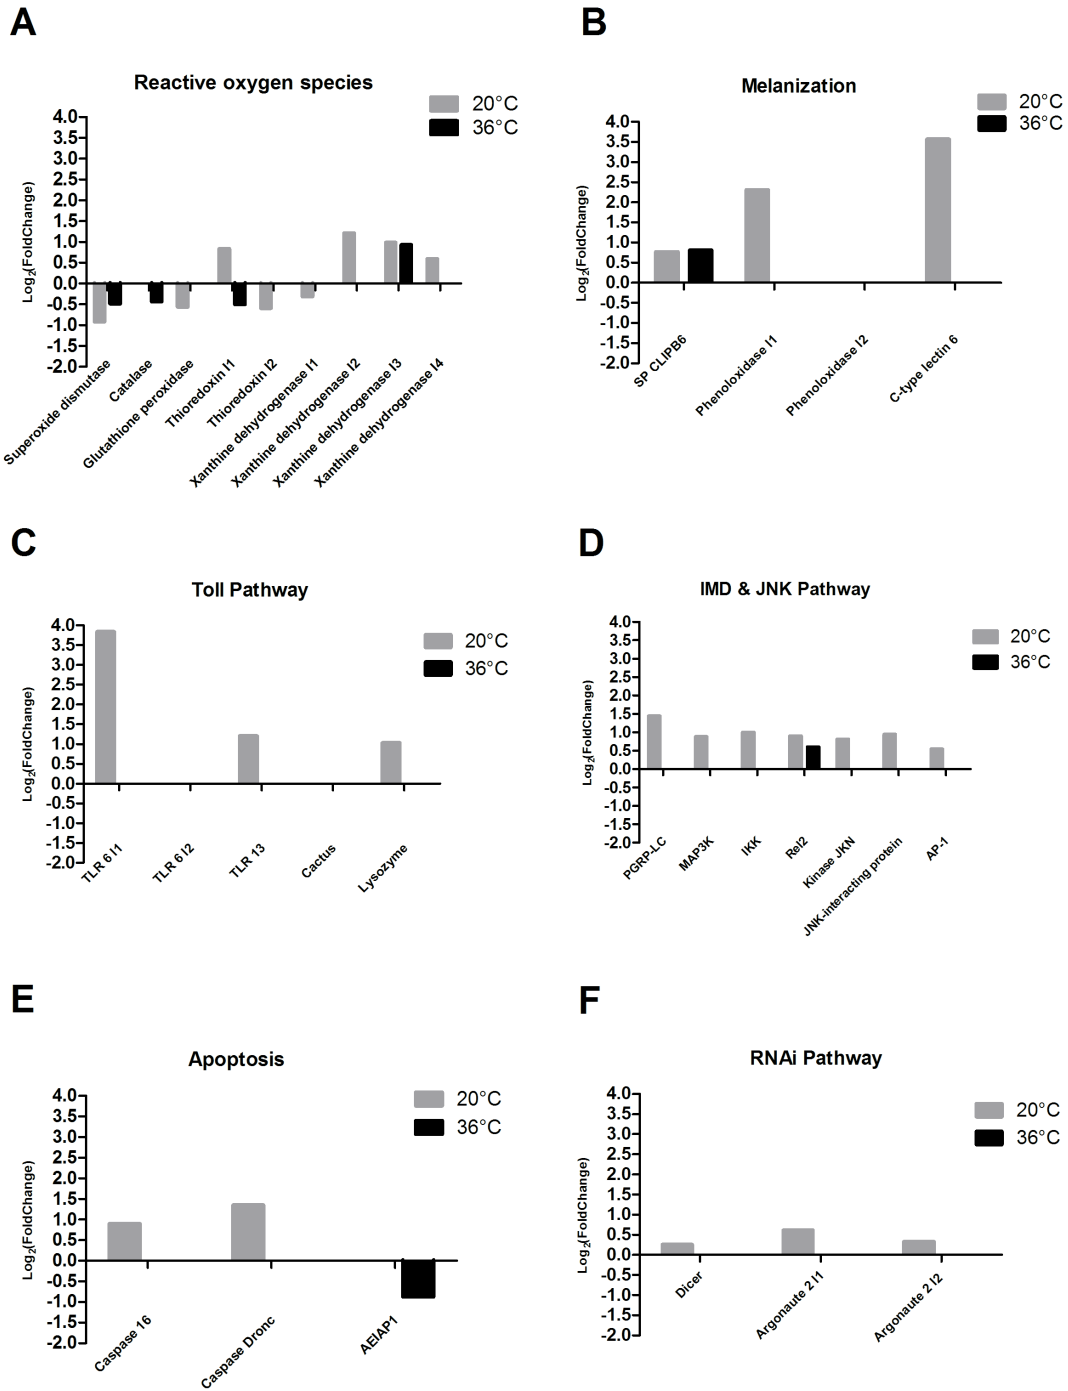 A
Reactive oxygen species
20°C
36°C
Log2(FoldChange)
4.0
3.5
3.0
2.5
2.0
1.5
1.0
0.5
0.0
-0.5
-1.0
-1.5
-2.0
Superoxide dismutase
Catalase
Glutathione peroxidase
Thioredoxin I1
Thioredoxin I2
Xanthine dehydrogenase I1
Xanthine dehydrogenase I2
Xanthine dehydrogenase I3
Xanthine dehydrogenase I4
B
Melanization
20°C
36°C
Log2(FoldChange)
4.0
3.5
3.0
2.5
2.0
1.5
1.0
0.5
0.0
-0.5
-1.0
-1.5
-2.0
SP CLIPB6
Phenoloxidase I1
Phenoloxidase I2
C-type lectin 6
C
Toll Pathway
20°C
36°C
Log2(FoldChange)
4.0
3.5
3.0
2.5
2.0
1.5
1.0
0.5
0.0
-0.5
-1.0
-1.5
-2.0
TLR 6 I1
TLR 6 I2
TLR 13
Cactus
Lysozyme
D
IMD & JNK Pathway
20°C
36°C
Log2(FoldChange)
4.0
3.5
3.0
2.5
2.0
1.5
1.0
0.5
0.0
-0.5
-1.0
-1.5
-2.0
PGRP-LC
MAP3K
IKK
Rel2
Kinase JKN
JNK-interacting protein
AP-1
E
Apoptosis
20°C
36°C
Log2(FoldChange)
4.0
3.5
3.0
2.5
2.0
1.5
1.0
0.5
0.0
-0.5
-1.0
-1.5
-2.0
Caspase 16
Caspase Dronc
AEIAP1
F
RNAi Pathway
20°C
36°C
Log2(FoldChange)
4.0
3.5
3.0
2.5
2.0
1.5
1.0
0.5
0.0
-0.5
-1.0
-1.5
-2.0
Dicer
Argonaute 2 I1
Argonaute 2 I2